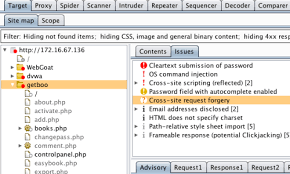 Target Proxy Spider Scanner Intruder Repeater Sequencer Decoder Comparer
Site map Scope
Filter: Hiding not found items; hiding CSS, image and general binary content; hiding 4xx resp
http://172.16.67.136
/
WebGoat
dvwa
getboo
/
about.php
activate.php
add.php
books.php
changepass.php
comment.php
controlpanel.php
easybook.php
export.php
Contents Issues
Cleartext submission of password
OS command injection
Cross-site scripting (reflected) [2]
Password field with autocomplete enabled
Cross-site request forgery
Email addresses disclosed [2]
HTML does not specify charset
Path-relative style sheet import [5]
Frameable response (potential Clickjacking) [5]
Advisory Request1 Response1 Request2